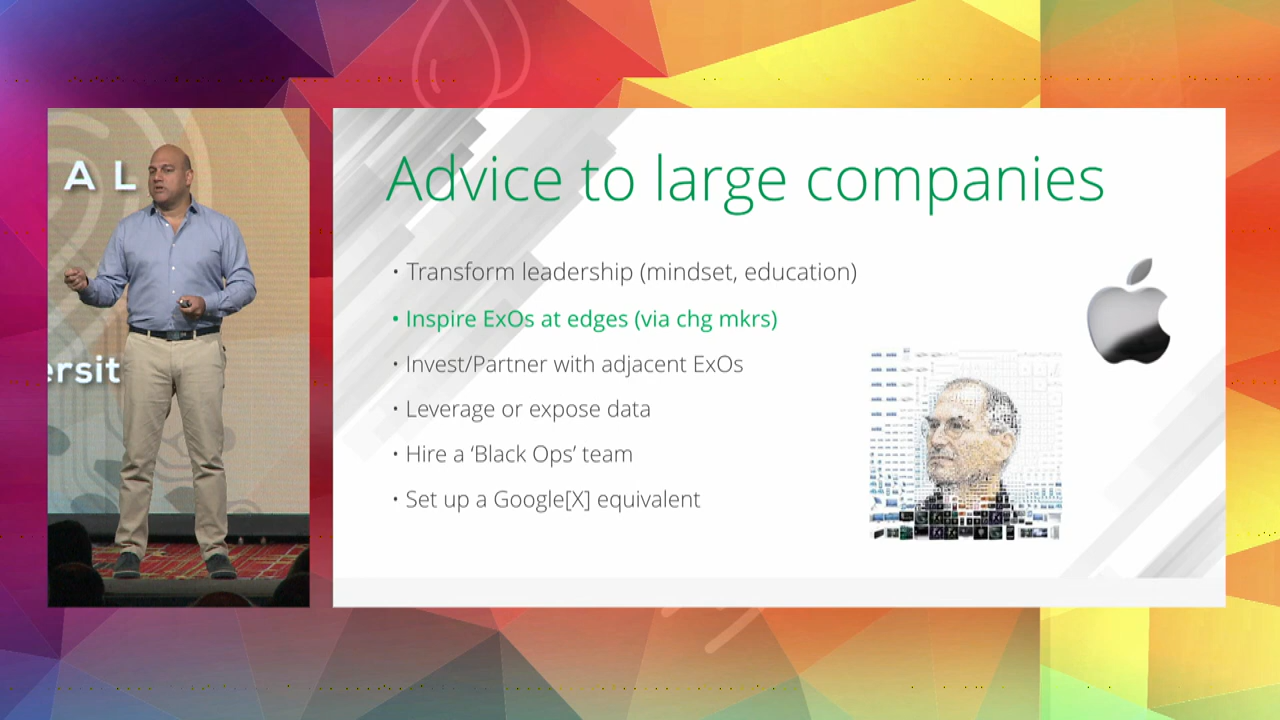 A L
ersit
Advice to large companies
• Transform leadership (mindset, education)
• Inspire ExOs at edges (via chg mkrs)
• Invest/Partner with adjacent ExOs
• Leverage or expose data
• Hire a ‘Black Ops’ team
• Set up a Google[X] equivalent